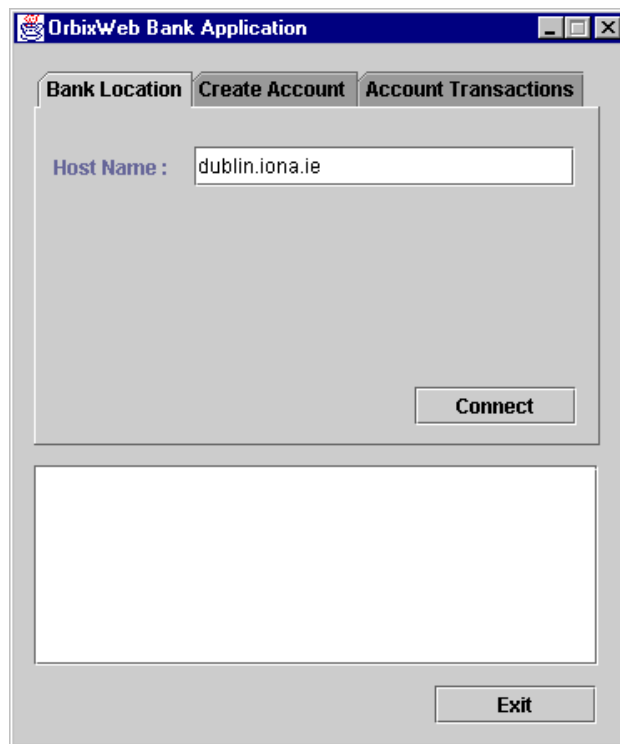 OrbixWeb Bank Application
Bank Location Create Account Account Transactions
Host Name : dublin.iona.ie
Connect
Exit